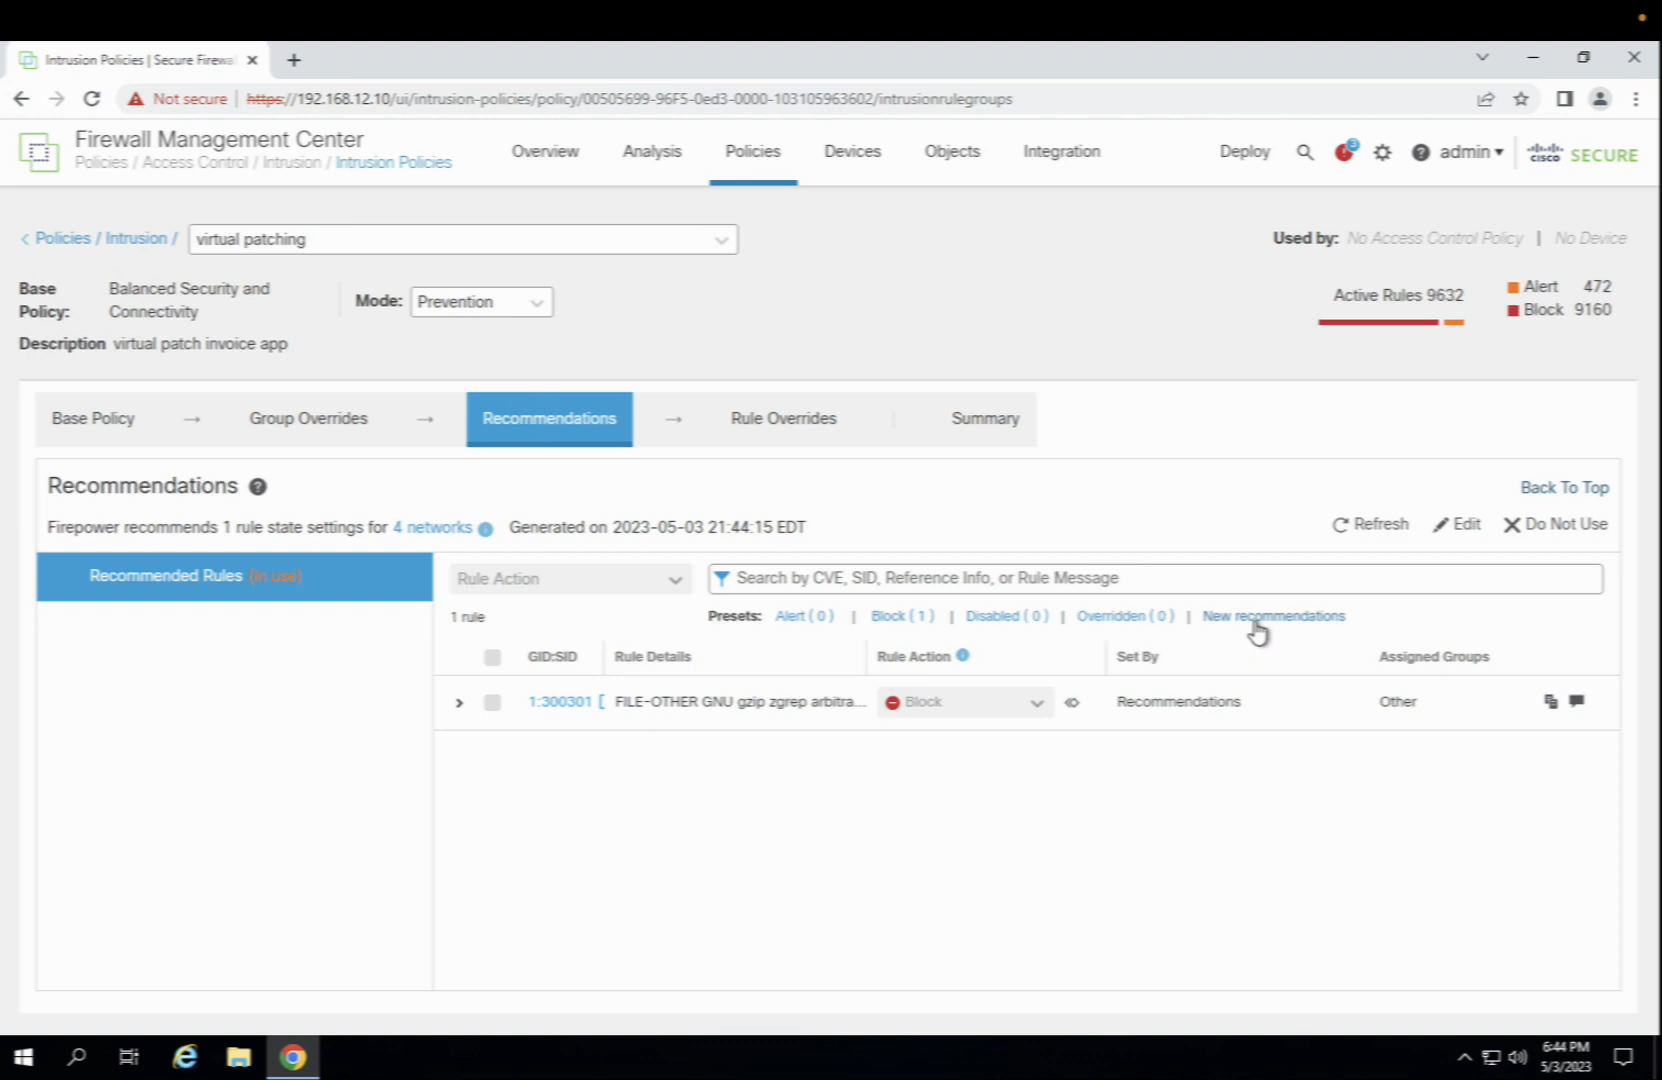 Intrusion Policies | Secure Firewa
Not secure | https://192.168.12.10/ui/intrusion-policies/policy/00505699-96F5-0ed3-0000-103105963602/intrusionrulegroups
Firewall Management Center
Policies / Access Control / Intrusion / Intrusion Policies
Overview Analysis Policies Devices Objects Integration Deploy admin CISCO SECURE
3
Policies / Intrusion / virtual patching
Used by: No Access Control Policy | No Device
Base Policy: Balanced Security and Connectivity
Mode: Prevention
Active Rules 9632
Alert 472
Block 9160
Description virtual patch invoice app
Base Policy → Group Overrides → Recommendations → Rule Overrides | Summary
Recommendations
Back To Top
Firepower recommends 1 rule state settings for 4 networks Generated on 2023-05-03 21:44:15 EDT
Refresh Edit Do Not Use
Recommended Rules (In use)
Rule Action
Search by CVE, SID, Reference Info, or Rule Message
1 rule
Presets: Alert ( 0 ) | Block ( 1 ) | Disabled ( 0 ) | Overridden ( 0 ) | New recommendations
GID:SID Rule Details Rule Action Set By Assigned Groups
1:300301 FILE-OTHER GNU gzip zgrep arbitra... Block Recommendations Other
6:44 PM
5/3/2023